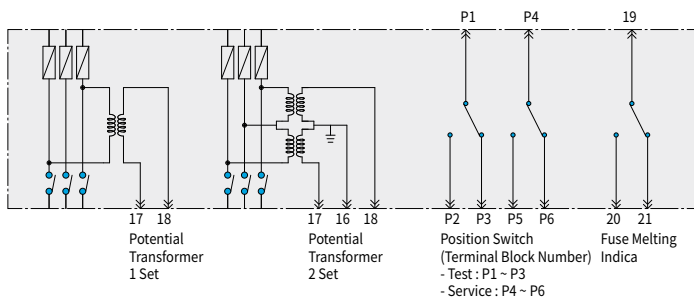 P1 P4 19
17 18 17 16 18 P2 P3 P5 P6 20 21
Potential
Transformer
1 Set
Potential
Transformer
2 Set
Position Switch
(Terminal Block Number)
- Test : P1 ~ P3
- Service : P4 ~ P6
Fuse Melting
Indica